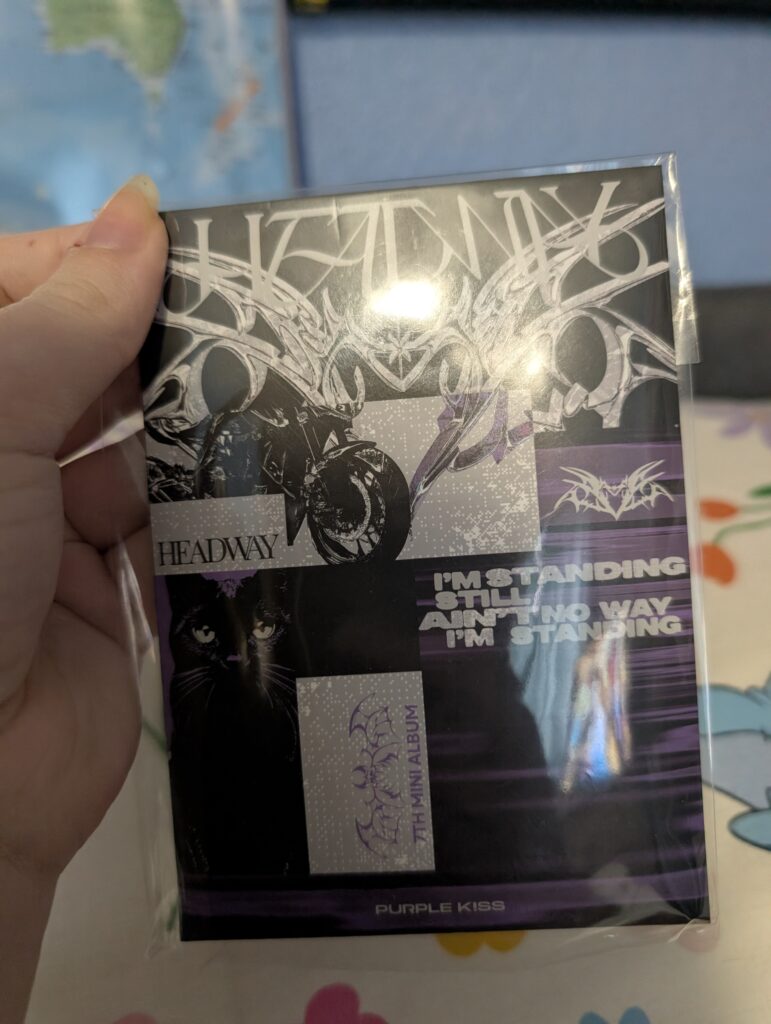 HEADWAY
HEADWAY
I'M STANDING
STILL
AIN'T NO WAY
I'M STANDING
7TH MINI ALBUM
PURPLE KISS